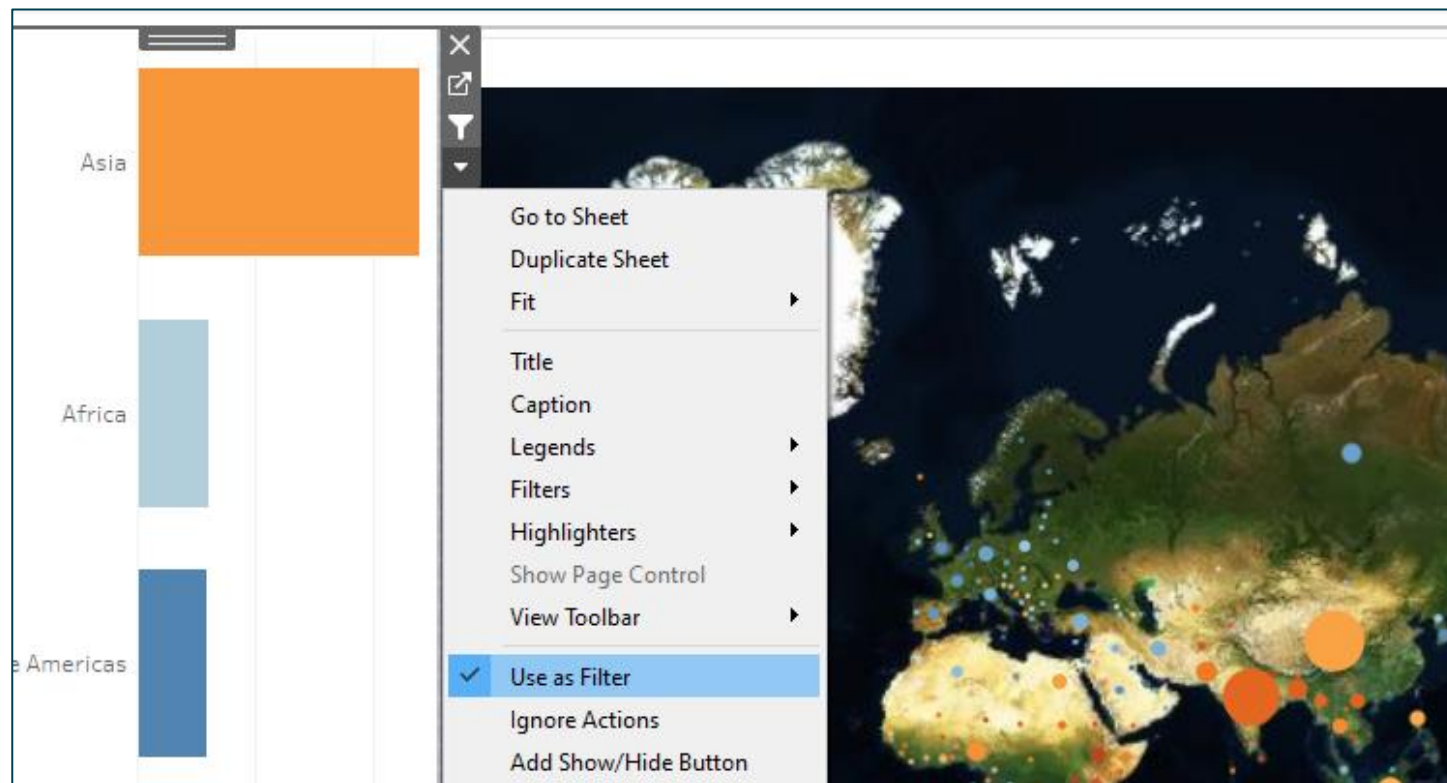 Asia
Africa
e Americas
Go to Sheet
Duplicate Sheet
Fit
Title
Caption
Legends
Filters
Highlighters
Show Page Control
View Toolbar
Use as Filter
Ignore Actions
Add Show/Hide Button